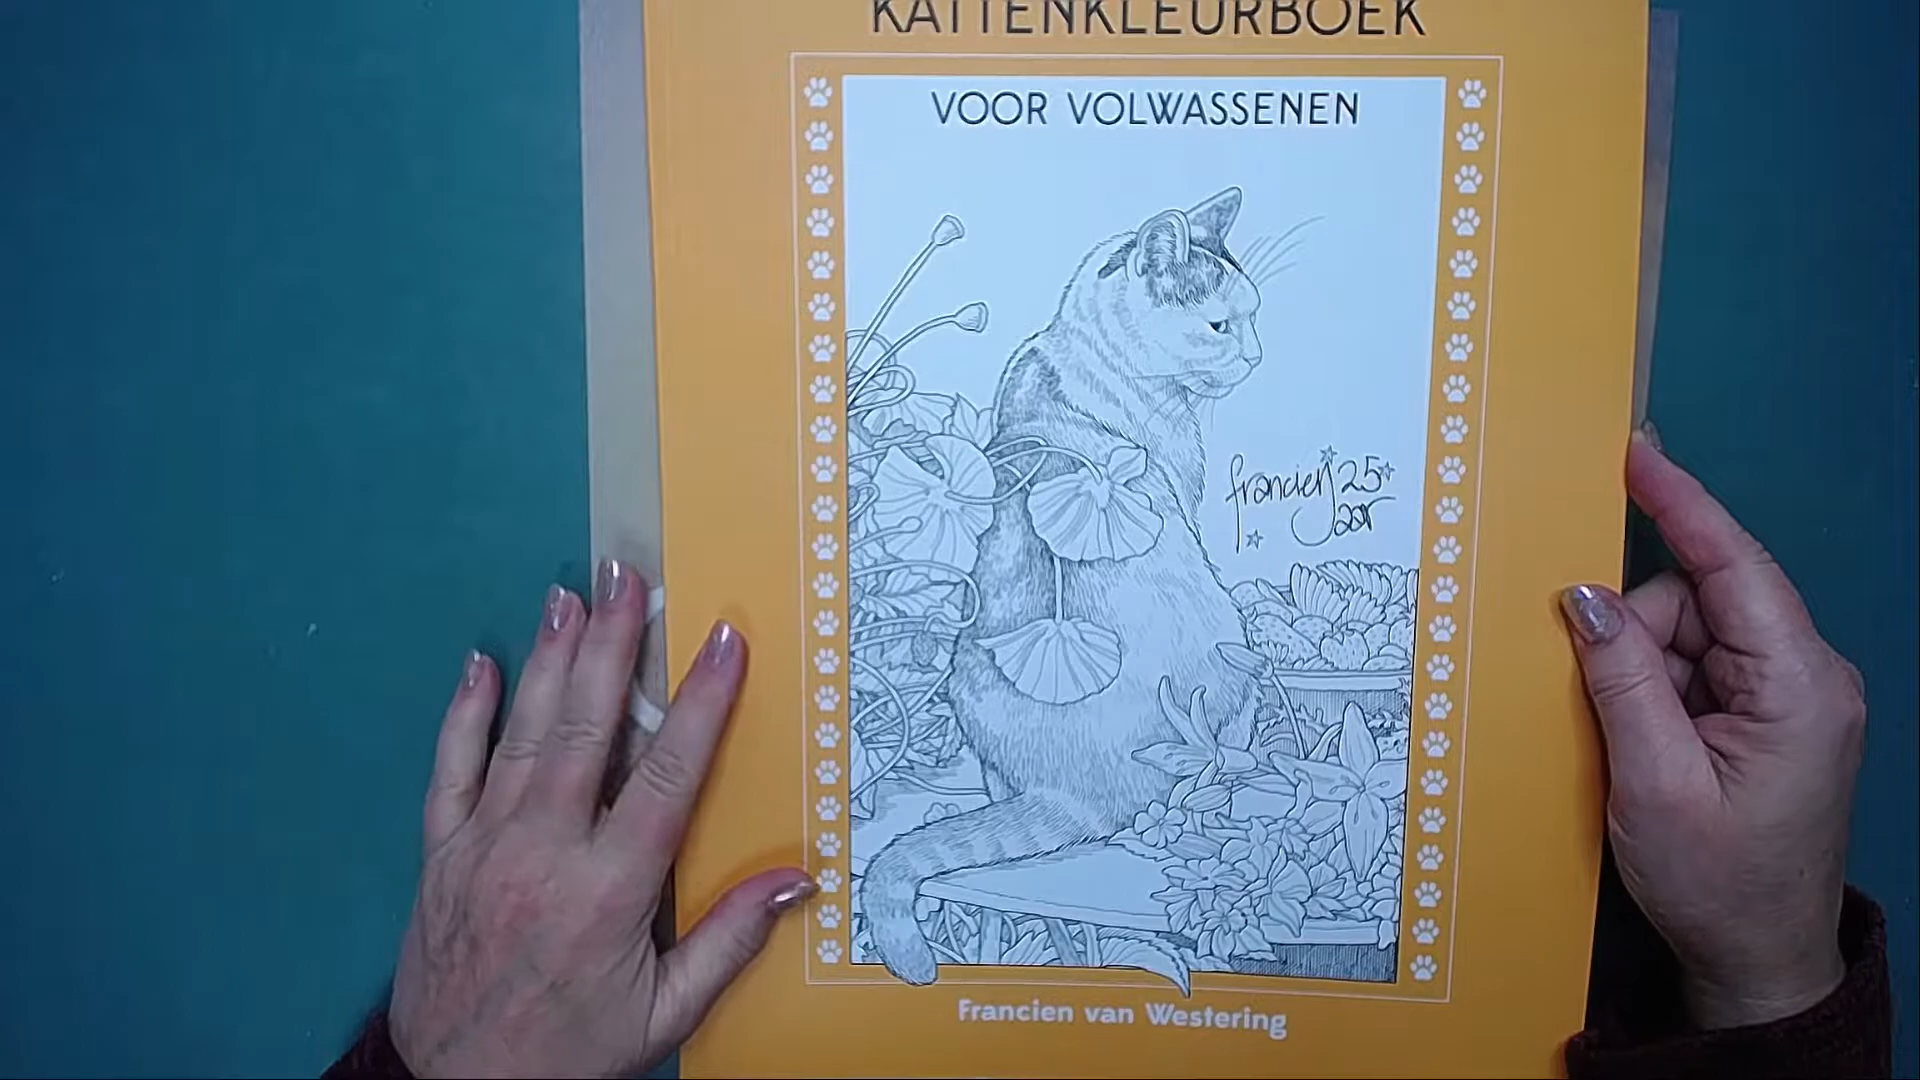 KATTENKLEURBOEK
VOOR VOLWASSENEN
francien 25
Jaar
Francien van Westering